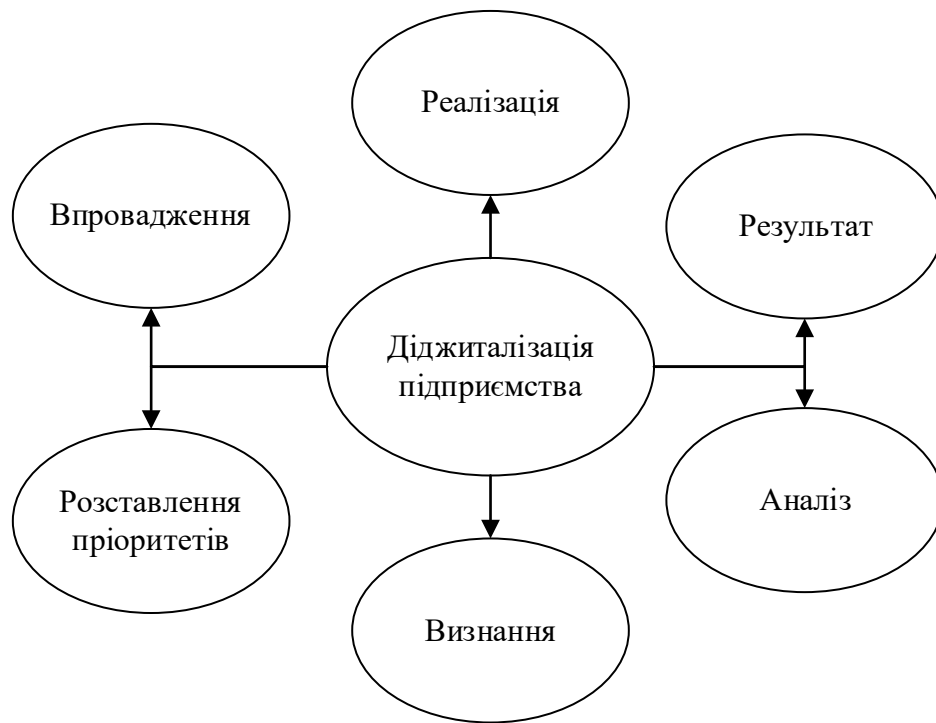 Реалізація
Впровадження
Результат
Діджиталізація
підприємства
Розставлення
пріоритетів
Аналіз
Визнання